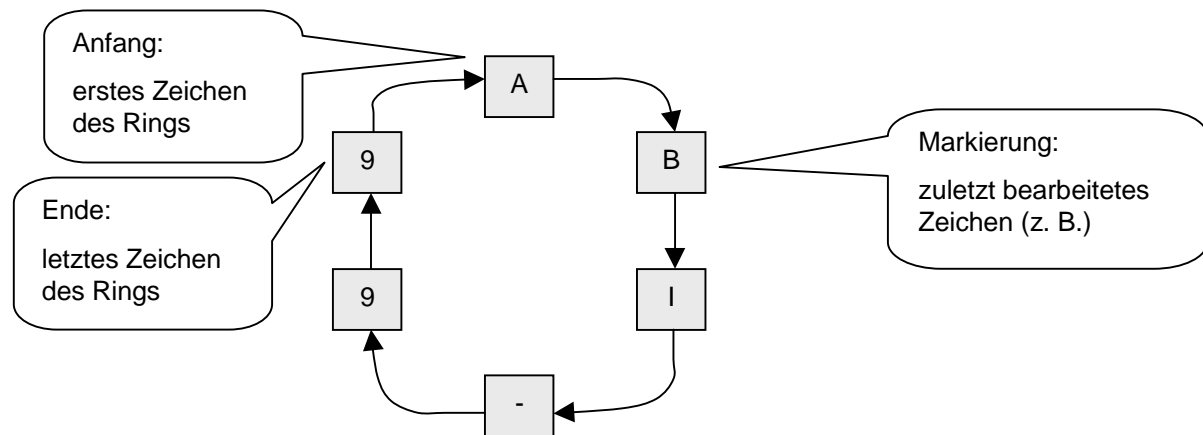 Anfang:
erstes Zeichen
des Rings
A
9
B
Markierung:
zuletzt bearbeitetes
Zeichen (z. B.)
Ende:
letztes Zeichen
des Rings
9
I
-